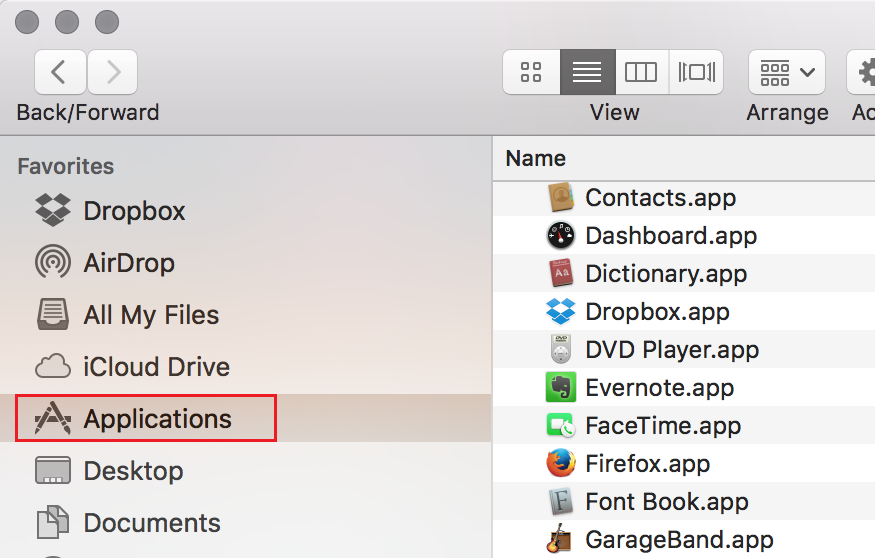 Back/Forward
View
Arrange
Ac
Favorites
Dropbox
AirDrop
All My Files
iCloud Drive
Applications
Desktop
Documents
Name
Contacts.app
Dashboard.app
Dictionary.app
Dropbox.app
DVD Player.app
Evernote.app
FaceTime.app
Firefox.app
Font Book.app
GarageBand.app